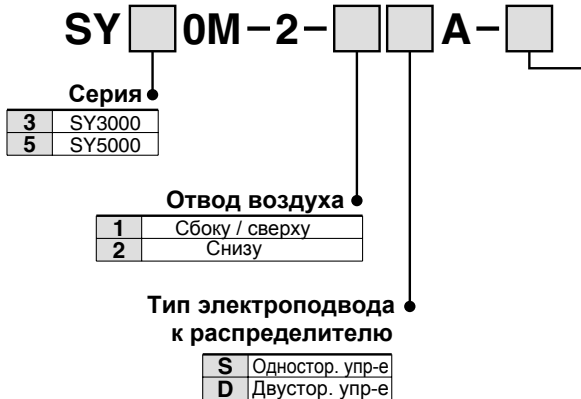 SY 0M-2- A-
Серия
3 SY3000
5 SY5000
Отвод воздуха
1 Сбоку / сверху
2 Снизу
Тип электроподвода
к распределителю
S Одностор. упр-е
D Двустор. упр-е